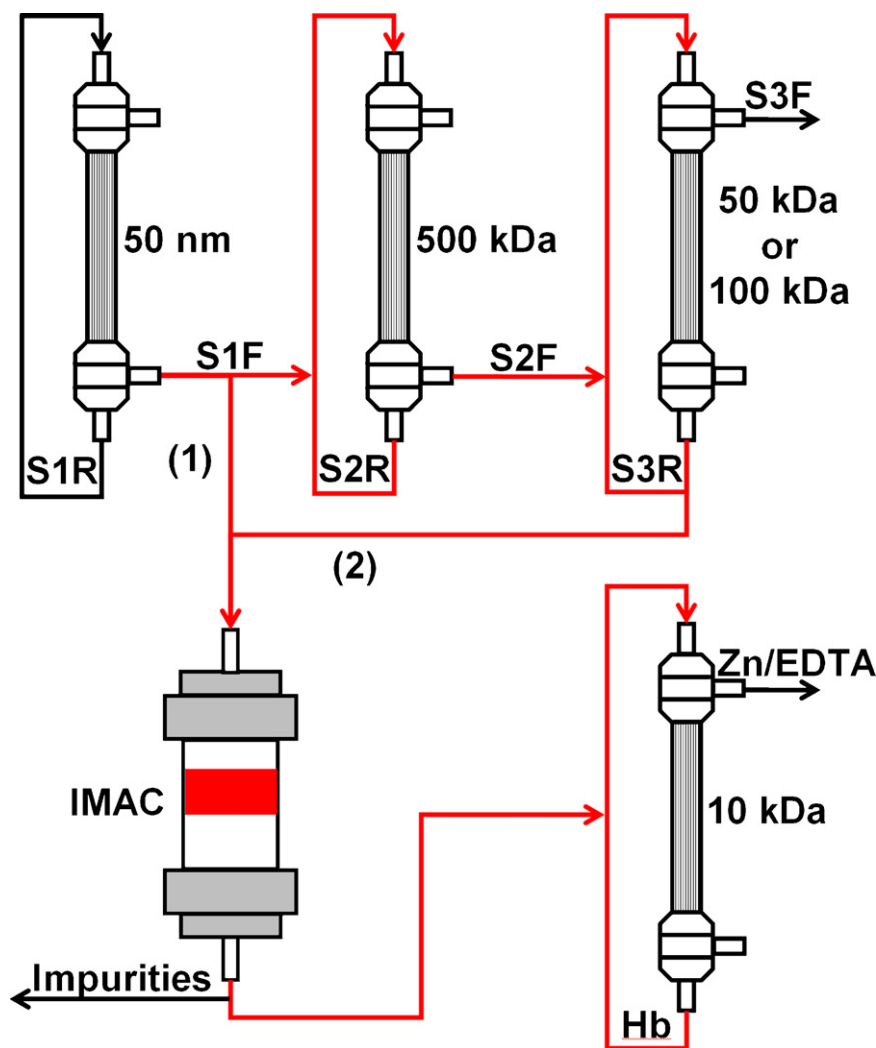 S3F
50 nm
500 kDa
50 kDa
or
100 kDa
S1F
S2F
S1R
(1)
S2R
S3R
(2)
Zn/EDTA
IMAC
10 kDa
Impurities
Hb